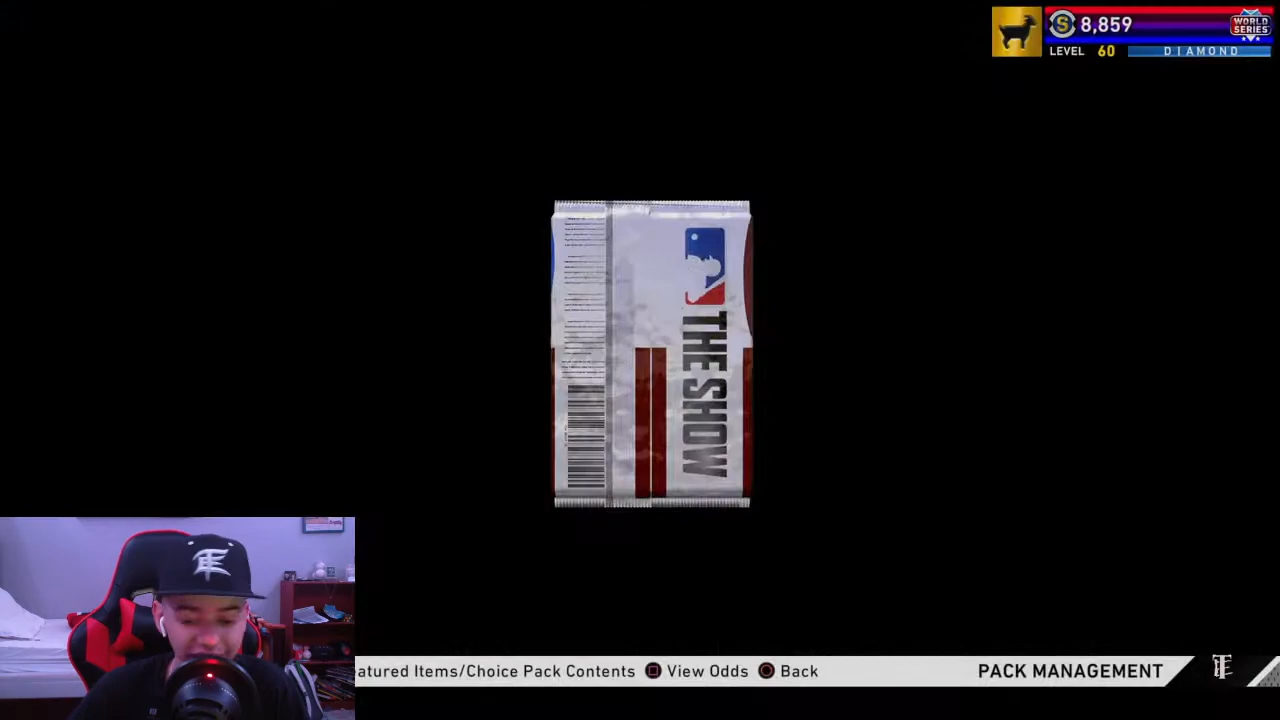 8,859
WORLD
SERIES
LEVEL 60
DIAMOND
THE SHOW
atured Items/Choice Pack Contents View Odds Back
PACK MANAGEMENT